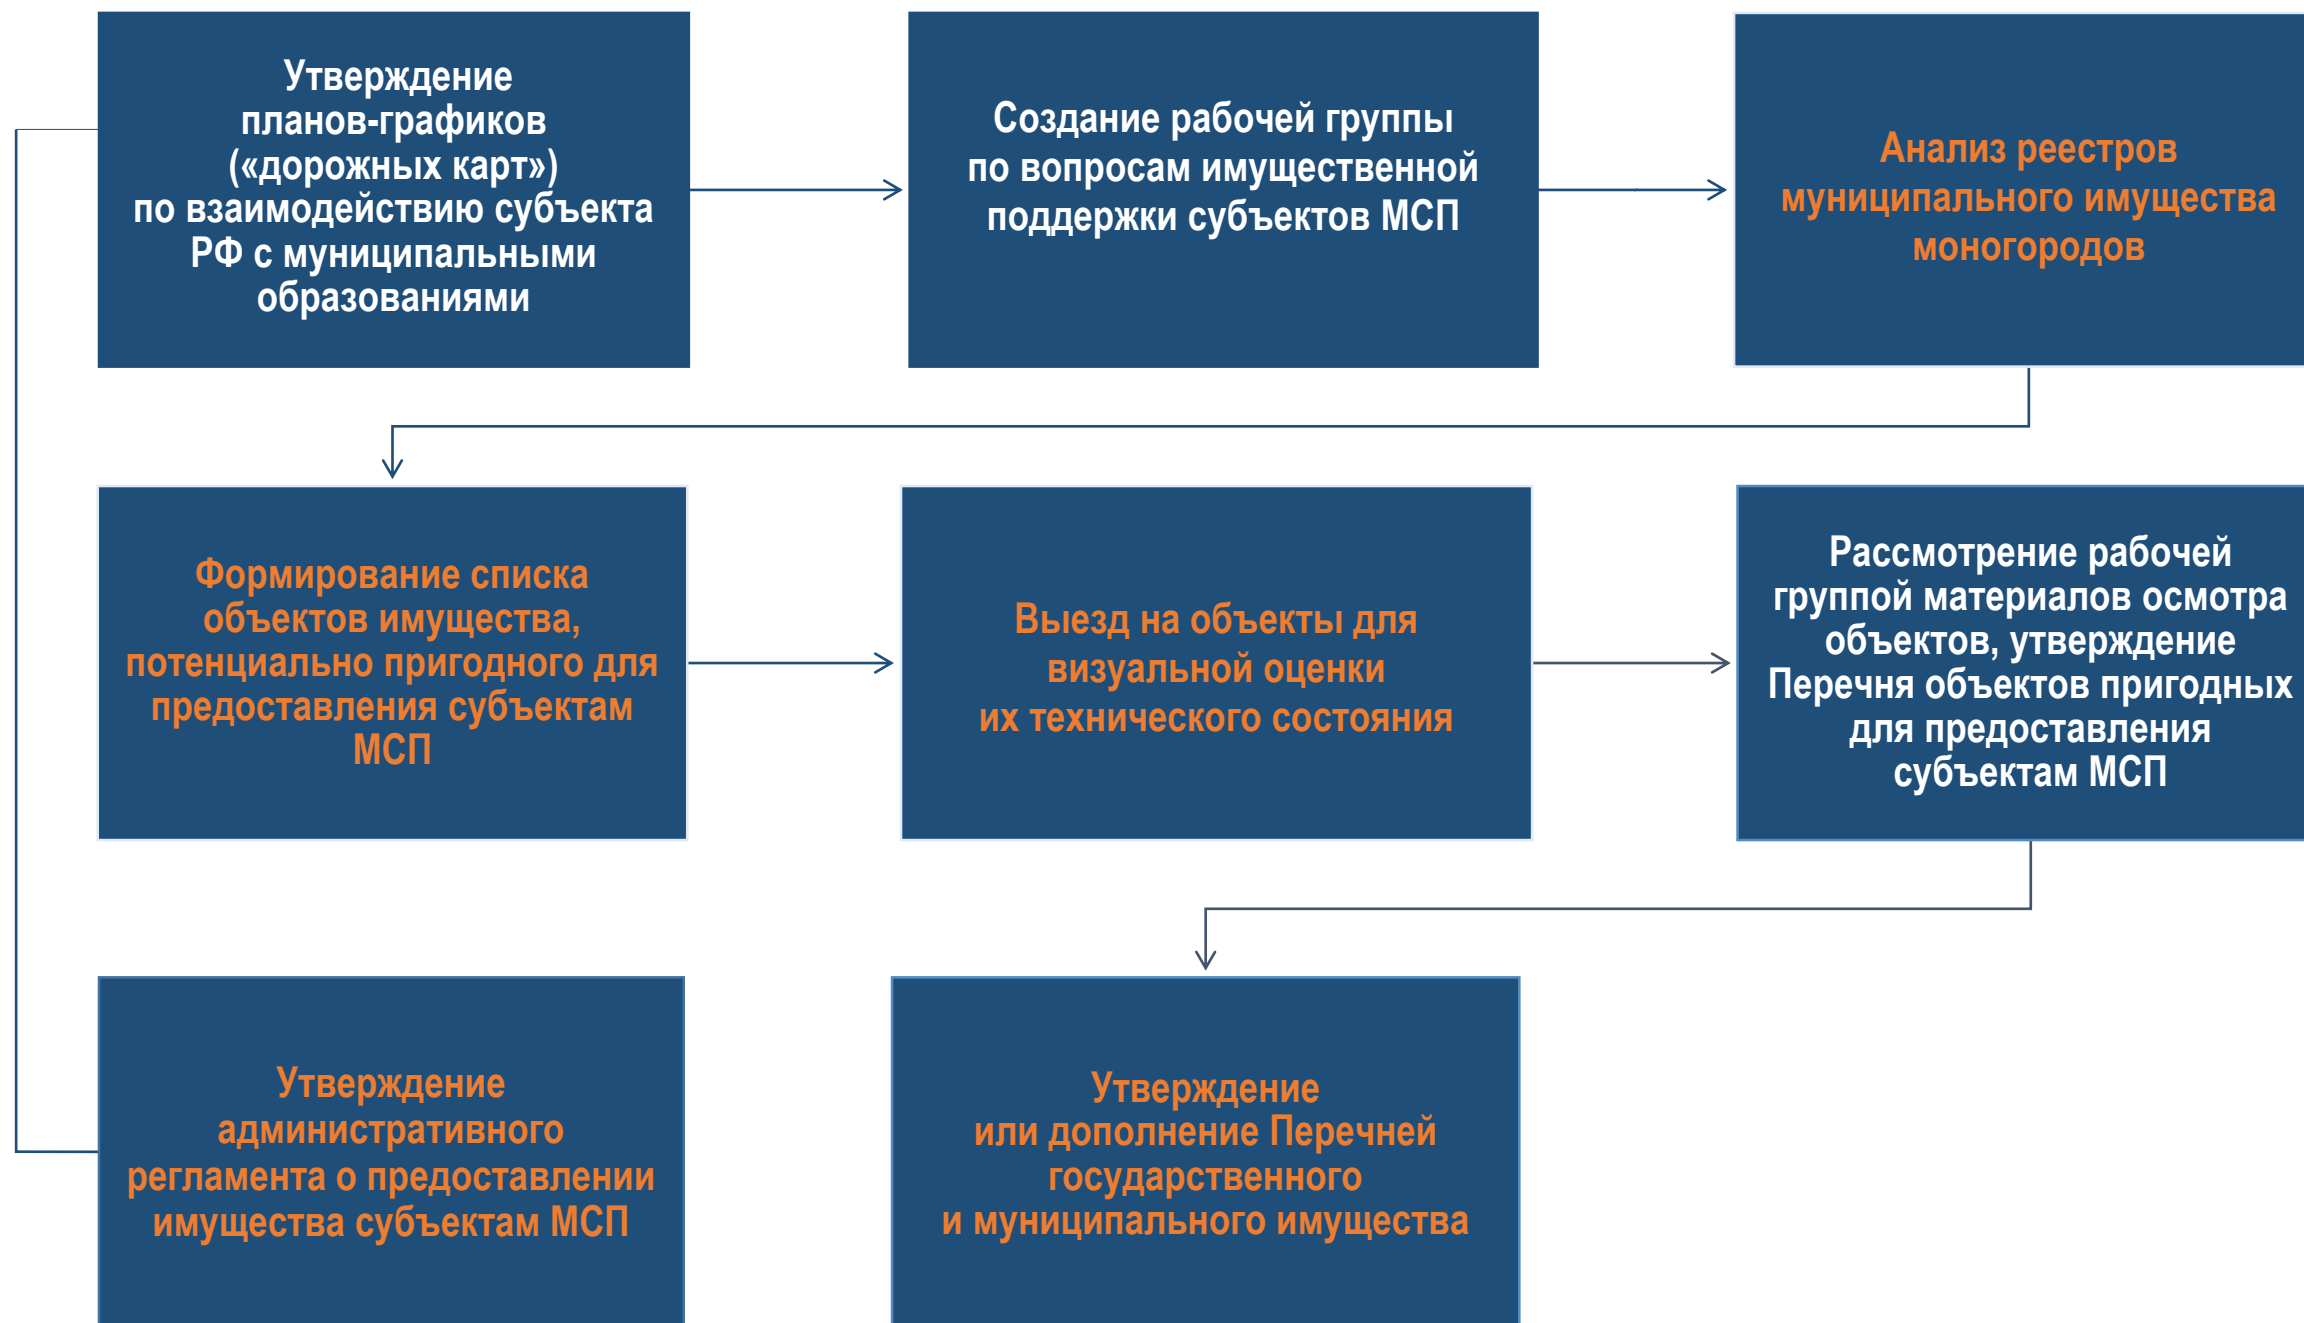 Утверждение
планов-графиков
(«дорожных карт»)
по взаимодействию субъекта
РФ с муниципальными
образованиями
Создание рабочей группы
по вопросам имущественной
поддержки субъектов МСП
Анализ реестров
муниципального имущества
моногородов
Формирование списка
объектов имущества,
потенциально пригодного для
предоставления субъектам
МСП
Выезд на объекты для
визуальной оценки
их технического состояния
Рассмотрение рабочей
группой материалов осмотра
объектов, утверждение
Перечня объектов пригодных
для предоставления
субъектам МСП
Утверждение
административного
регламента о предоставлении
имущества субъектам МСП
Утверждение
или дополнение Перечней
государственного
и муниципального имущества